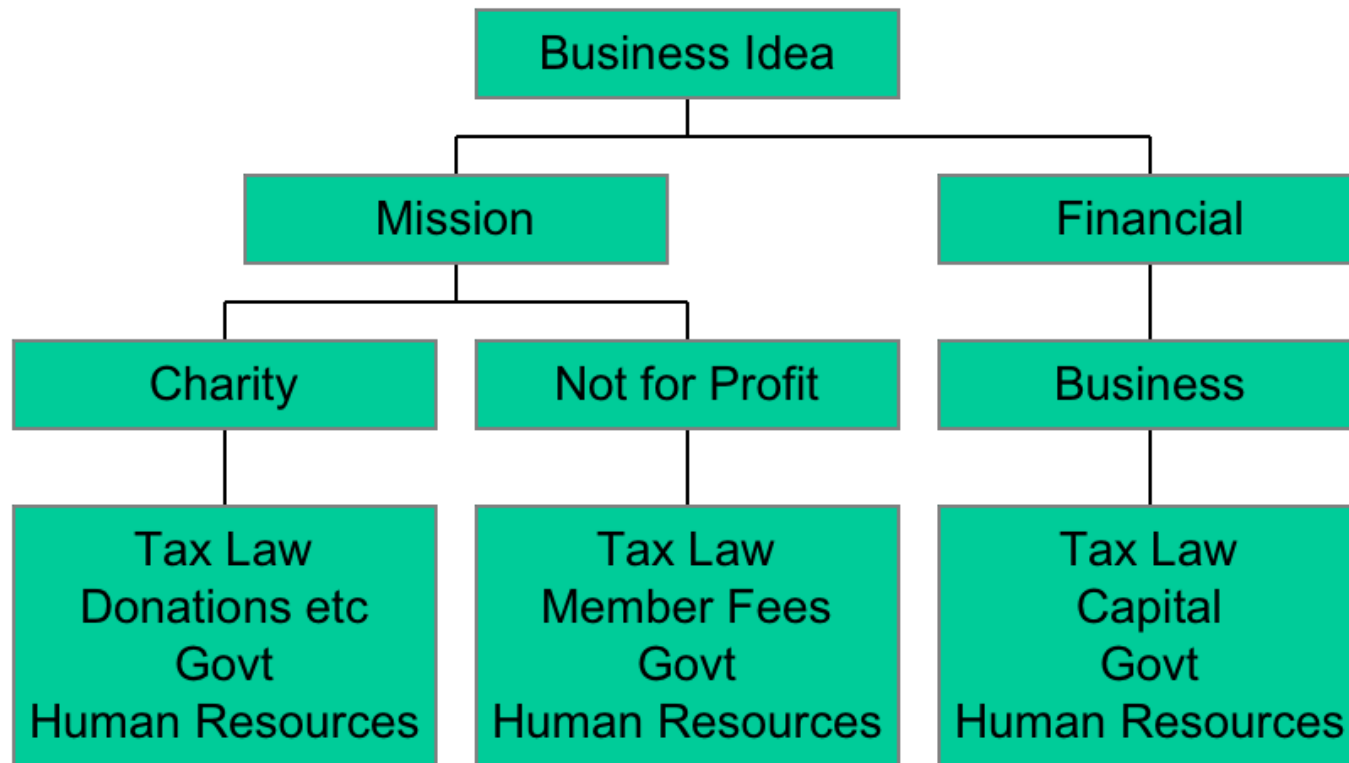 Business Idea
Mission
Financial
Charity
Not for Profit
Business
Tax Law
Donations etc
Govt
Human Resources
Tax Law
Member Fees
Govt
Human Resources
Tax Law
Capital
Govt
Human Resources